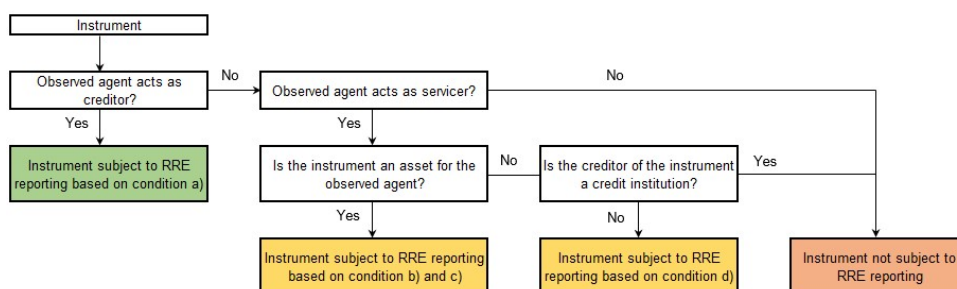 Instrument
Observed agent acts as
creditor?
No
Observed agent acts as servicer?
No
Yes
Yes
Instrument subject to RRE
reporting based on condition a)
Is the instrument an asset for the
observed agent?
No
Is the creditor of the instrument
a credit institution?
Yes
Yes
No
Instrument subject to RRE reporting
based on condition b) and c)
Instrument subject to RRE
reporting based on condition d)
Instrument not subject to
RRE reporting